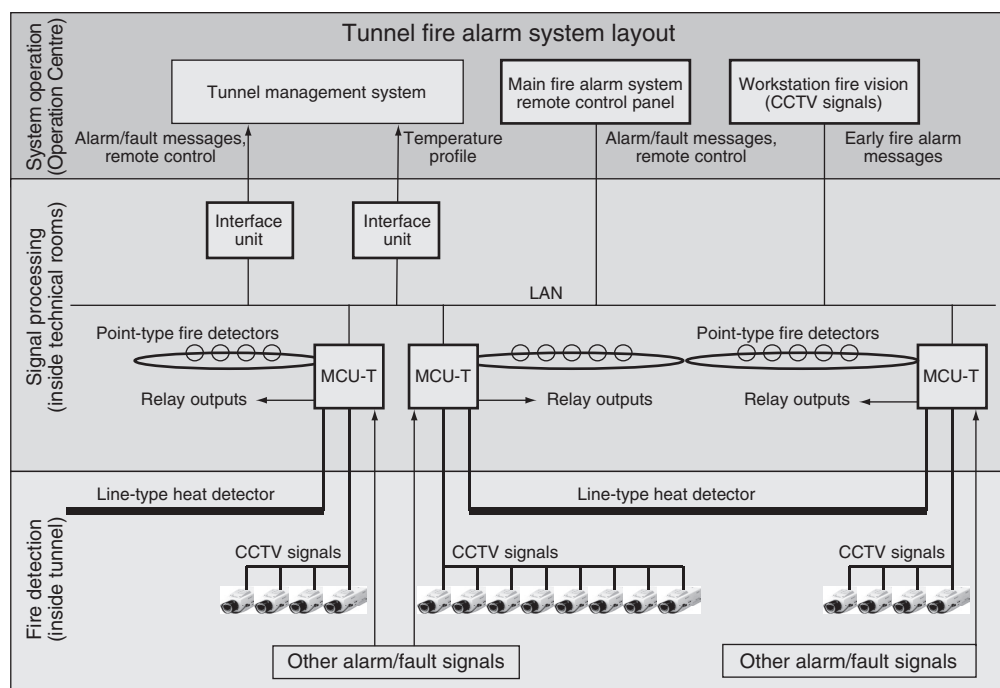 Tunnel fire alarm system layout
System operation
(Operation Centre)
Tunnel management system
Main fire alarm system
remote control panel
Workstation fire vision
(CCTV signals)
Alarm/fault messages,
remote control
Temperature
profile
Alarm/fault messages,
remote control
Early fire alarm
messages
Signal processing
(inside technical rooms)
Interface
unit
Interface
unit
LAN
Point-type fire detectors
Point-type fire detectors
MCU-T
MCU-T
MCU-T
Relay outputs
Relay outputs
Relay outputs
Fire detection
(inside tunnel)
Line-type heat detector
Line-type heat detector
CCTV signals
CCTV signals
CCTV signals
Other alarm/fault signals
Other alarm/fault signals